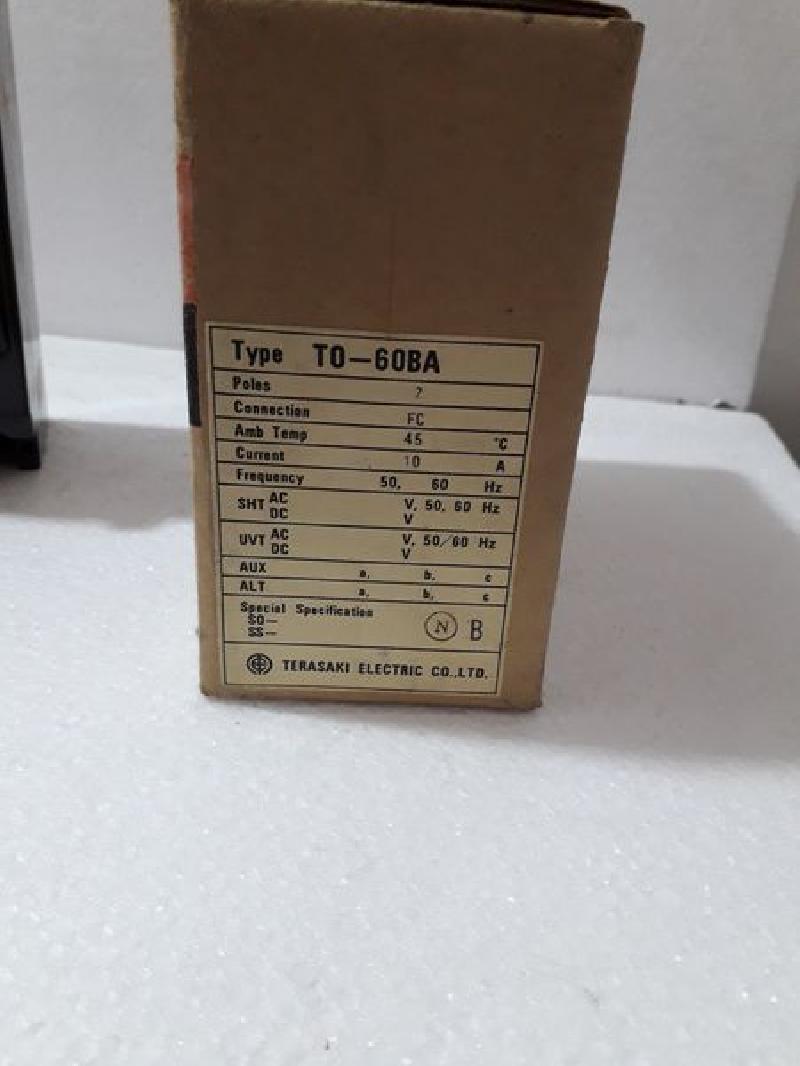 Type TO-60BA
Poles 2
Connection FC
Amb Temp 45 °C
Current 10 A
Frequency 50, 60 Hz
SHT AC V, 50, 60 Hz
DC V
UVT AC V, 50/60 Hz
DC V
AUX a, b, c
ALT a, b, c
Special Specification
SO-
SS-
N B
TERASAKI ELECTRIC CO.,LTD.